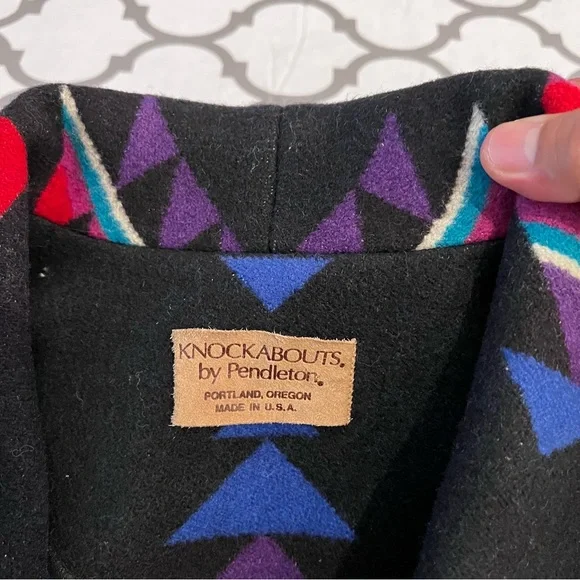 KNOCKABOUTS®
by Pendleton®
PORTLAND, OREGON
MADE IN U.S.A.